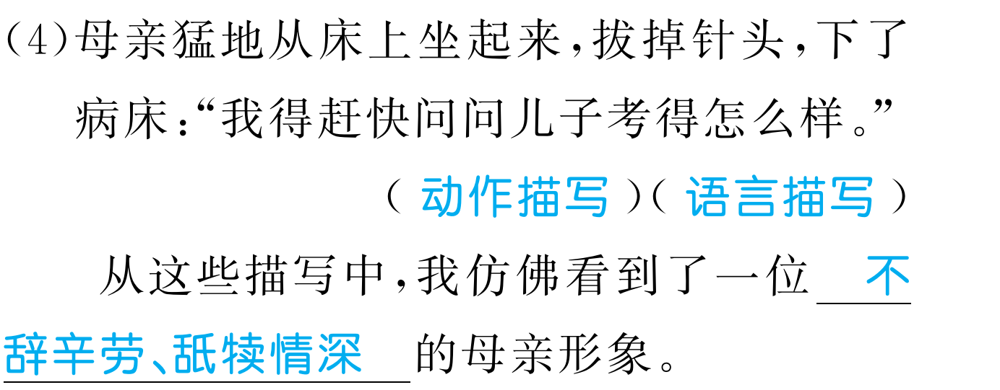 (4)母亲猛地从床上坐起来,拔掉针头,下了
病床:“我得赶快问问儿子考得怎么样。”
( 动作描写 )( 语言描写 )
从这些描写中,我仿佛看到了一位 不
辞辛劳、舐犊情深 的母亲形象。